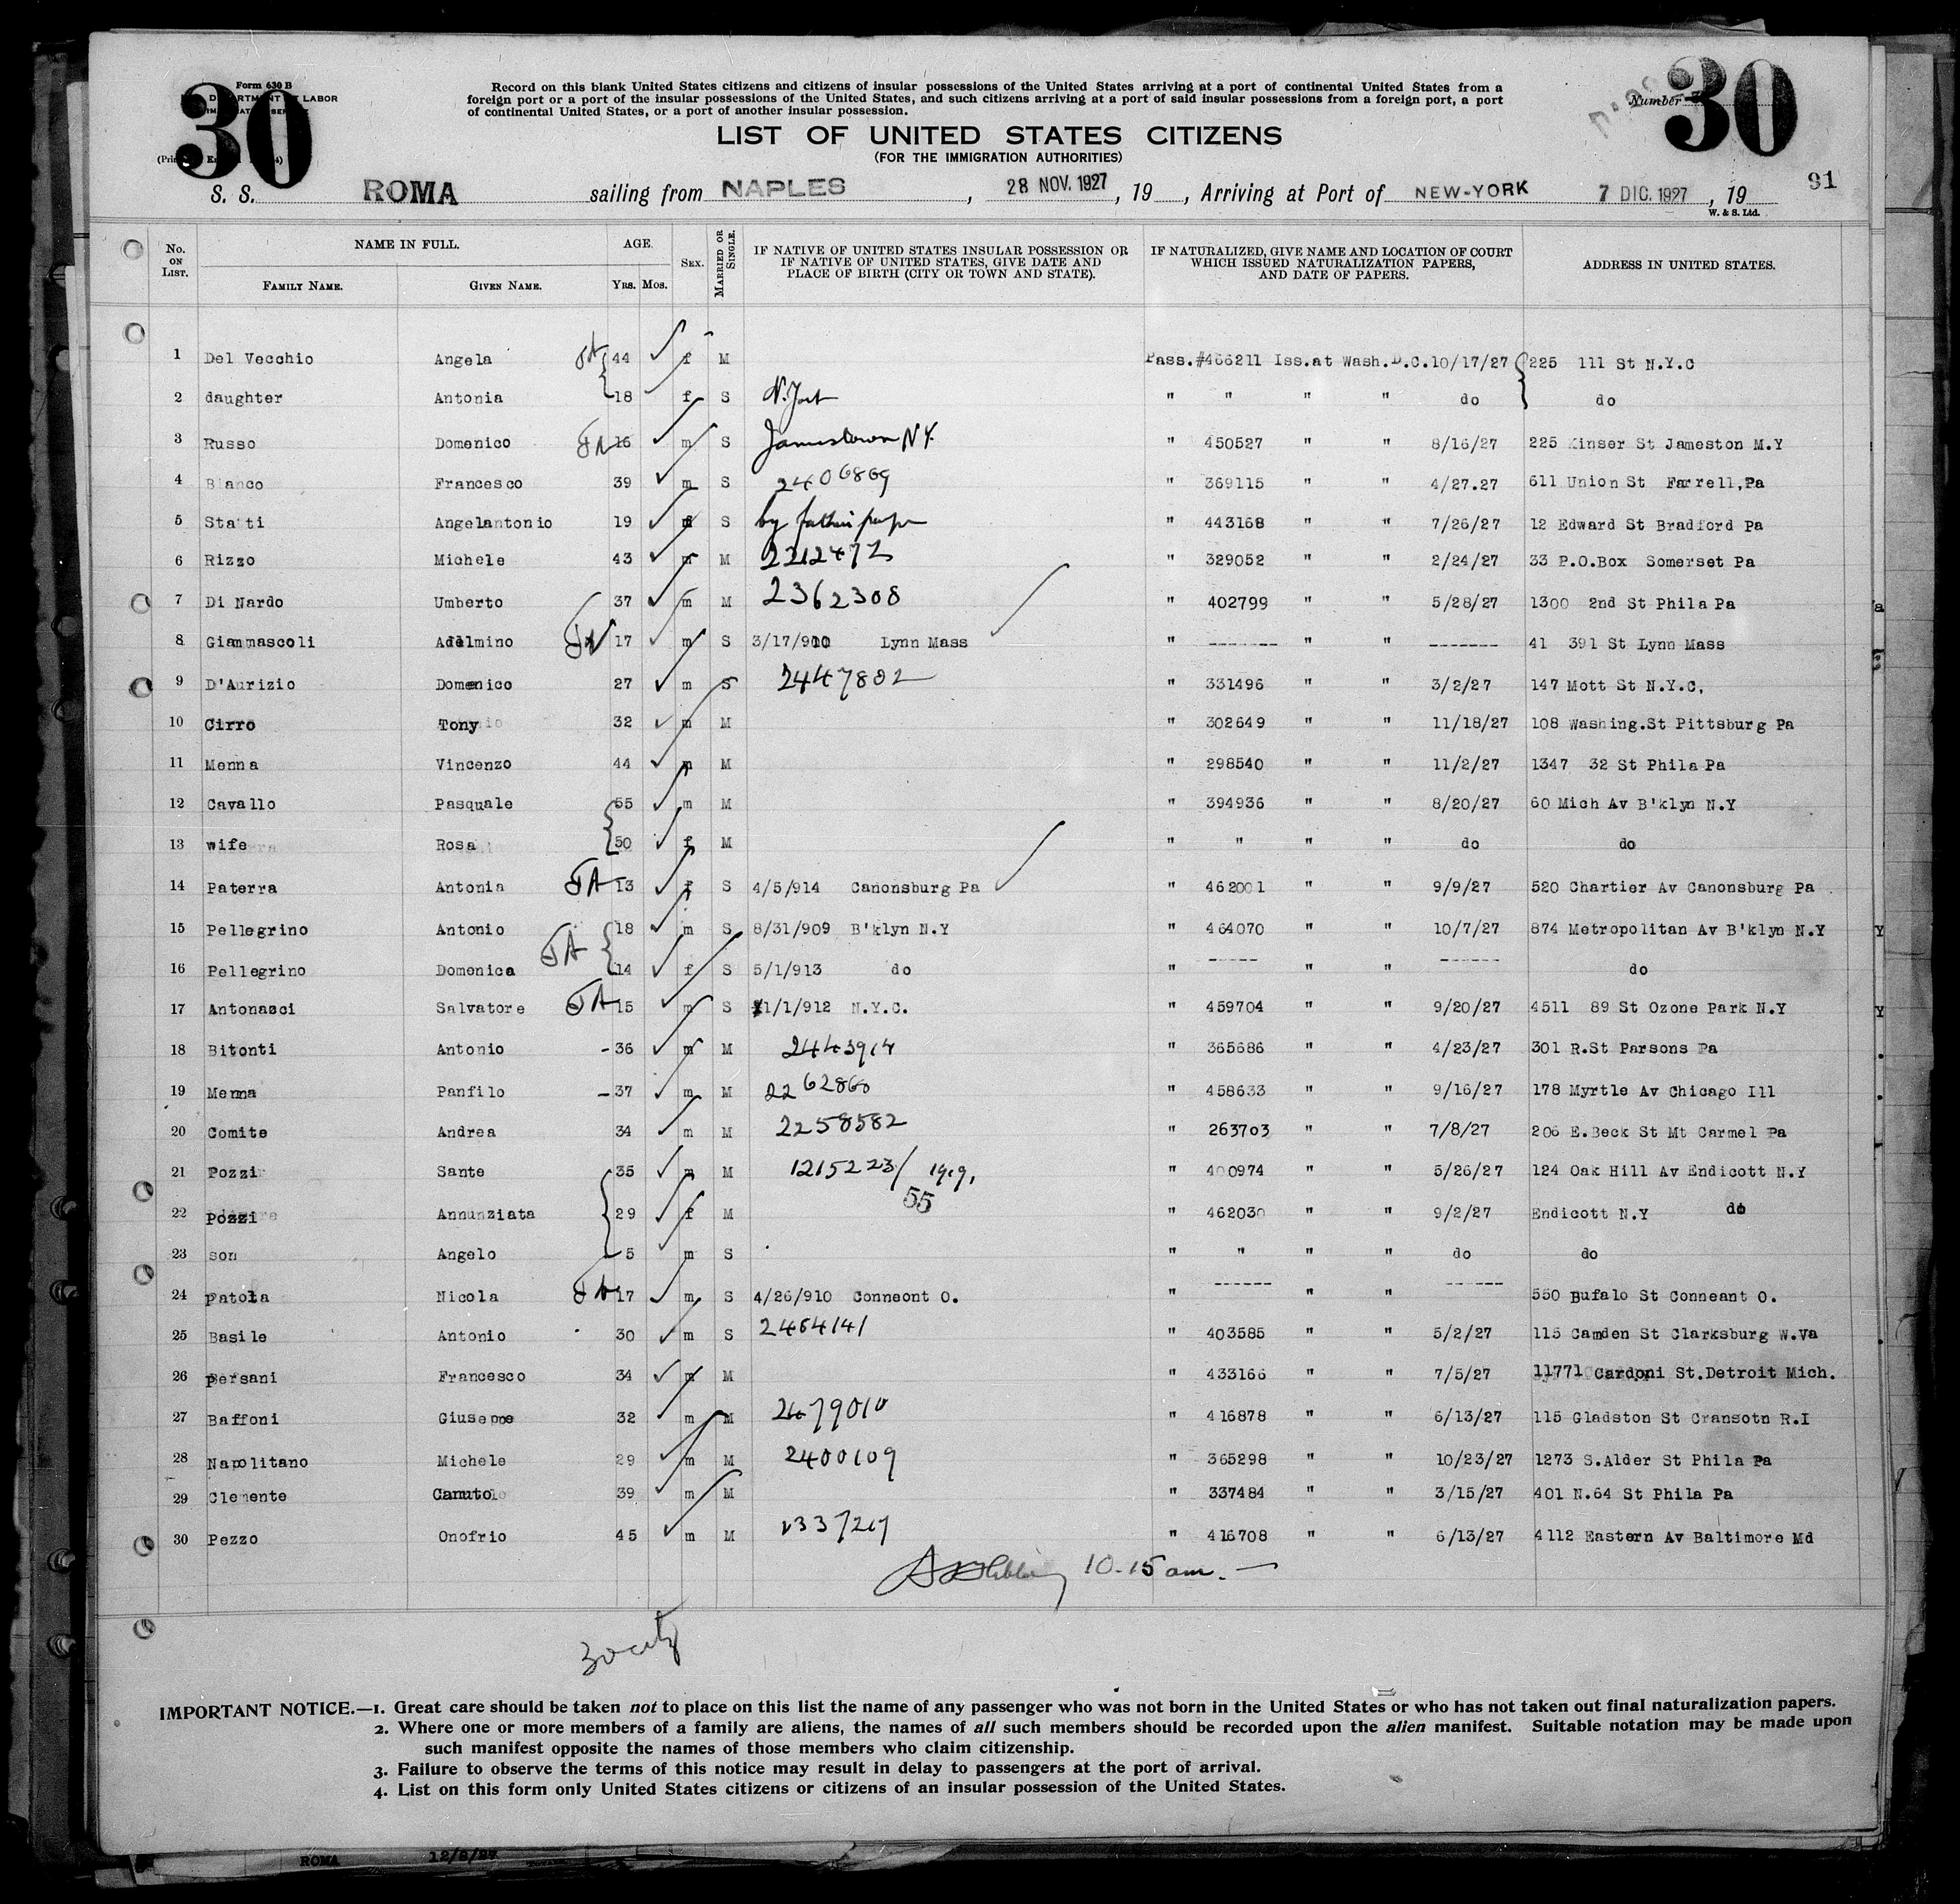 30
Form 630 B
Number
30
Record on this blank United States citizens and citizens of insular possessions of the United States arriving at a port of continental United States from a
foreign port or a port of the insular possessions of the United States, and such citizens arriving at a port of said insular possessions from a foreign port, a port
of continental United States, or a port of another insular possession.
LIST OF UNITED STATES CITIZENS
(FOR THE IMMIGRATION AUTHORITIES)
91
S. S. ROMA sailing from NAPLES, 28 NOV. 1927, 19 , Arriving at Port of NEW-YORK 7 DIC. 1927, 19
W. & S. Ltd.
No. ON LIST. NAME IN FULL. FAMILY NAME. GIVEN NAME. AGE. YRS. MOS. SEX. MARRIED OR SINGLE. IF NATIVE OF UNITED STATES INSULAR POSSESSION OR IF NATIVE OF UNITED STATES, GIVE DATE AND PLACE OF BIRTH (CITY OR TOWN AND STATE). IF NATURALIZED, GIVE NAME AND LOCATION OF COURT WHICH ISSUED NATURALIZATION PAPERS, AND DATE OF PAPERS. ADDRESS IN UNITED STATES.
1 Del Vecchio Angela 44 f M Pass.#466211 Iss.at Wash.D.C.10/17/27 225 111 St N.Y.C
2 daughter Antonia 18 f S N. York " " " " do do
3 Russo Domenico 16 m S Jamestown NY. " 450527 " " 8/16/27 225 Kinser St Jameston M.Y
4 Bianco Francesco 39 m S 2406869 " 369115 " " 4/27.27 611 Union St Farrell,Pa
5 Statti Angelantonio 19 m S by father's paper " 443168 " " 7/26/27 12 Edward St Bradford Pa
6 Rizzo Michele 43 m M 2212472 " 329052 " " 2/24/27 33 P.O.Box Somerset Pa
7 Di Nardo Umberto 37 m M 2362308 " 402799 " " 5/28/27 1300 2nd St Phila Pa
8 Giammascoli Adelmino 17 m S 3/17/910 Lynn Mass " ------- " " ------- 41 391 St Lynn Mass
9 D'Aurizio Domenico 27 m S 2447802 " 331496 " " 3/2/27 147 Mott St N.Y.C,
10 Cirro Tony 32 m M " 302649 " " 11/18/27 108 Washing.St Pittsburg Pa
11 Menna Vincenzo 44 m M " 298540 " " 11/2/27 1347 32 St Phila Pa
12 Cavallo Pasquale 55 m M " 394936 " " 8/20/27 60 Mich Av B'klyn N.Y
13 wife Rosa 50 f M " " " " do do
14 Paterra Antonia 13 f S 4/5/914 Canonsburg Pa " 462001 " " 9/9/27 520 Chartier Av Canonsburg Pa
15 Pellegrino Antonio 18 m S 8/31/909 B'klyn N.Y " 464070 " " 10/7/27 874 Metropolitan Av B'klyn N.Y
16 Pellegrino Domenica 14 f S 5/1/913 do " ----- " " ------ do
17 Antonacci Salvatore 15 m S 11/1/912 N.Y.C. " 459704 " " 9/20/27 4511 89 St Ozone Park N.Y
18 Bitonti Antonio 36 m M 2443914 " 365686 " " 4/23/27 301 R.St Parsons Pa
19 Menna Panfilo 37 m M 2262860 " 458633 " " 9/16/27 178 Myrtle Av Chicago Ill
20 Comite Andrea 34 m M 2258582 " 263703 " " 7/8/27 206 E.Beck St Mt Carmel Pa
21 Pozzi Sante 35 m M 1215223/ 1919, " 400974 " " 5/26/27 124 Oak Hill Av Endicott N.Y
55
22 Pozzi Annunziata 29 f M " 462030 " " 9/2/27 Endicott N.Y do
23 son Angelo 5 m S " " " " do do
24 Patola Nicola 17 m S 4/26/910 Conneont O. " ------ " " ------ 550 Bufalo St Conneant O.
25 Basile Antonio 30 m S 2464141 " 403585 " " 5/2/27 115 Camden St Clarksburg W.Va
26 Persani Francesco 34 m M " 433166 " " 7/5/27 11771 Cardoni St.Detroit Mich.
27 Baffoni Giuseppe 32 m M 2479010 " 416878 " " 6/13/27 115 Gladston St Cransotn R.I
28 Napolitano Michele 29 m M 2400109 " 365298 " " 10/23/27 1273 S.Alder St Phila Pa
29 Clemente Canuto 39 m M " 337484 " " 3/15/27 401 N.64 St Phila Pa
30 Pezzo Onofrio 45 m M 2337217 " 416708 " " 6/13/27 4112 Eastern Av Baltimore Md
10-15 am.
IMPORTANT NOTICE.—1. Great care should be taken not to place on this list the name of any passenger who was not born in the United States or who has not taken out final naturalization papers.
2. Where one or more members of a family are aliens, the names of all such members should be recorded upon the alien manifest. Suitable notation may be made upon
such manifest opposite the names of those members who claim citizenship.
3. Failure to observe the terms of this notice may result in delay to passengers at the port of arrival.
4. List on this form only United States citizens or citizens of an insular possession of the United States.
ROMA 12/8/27